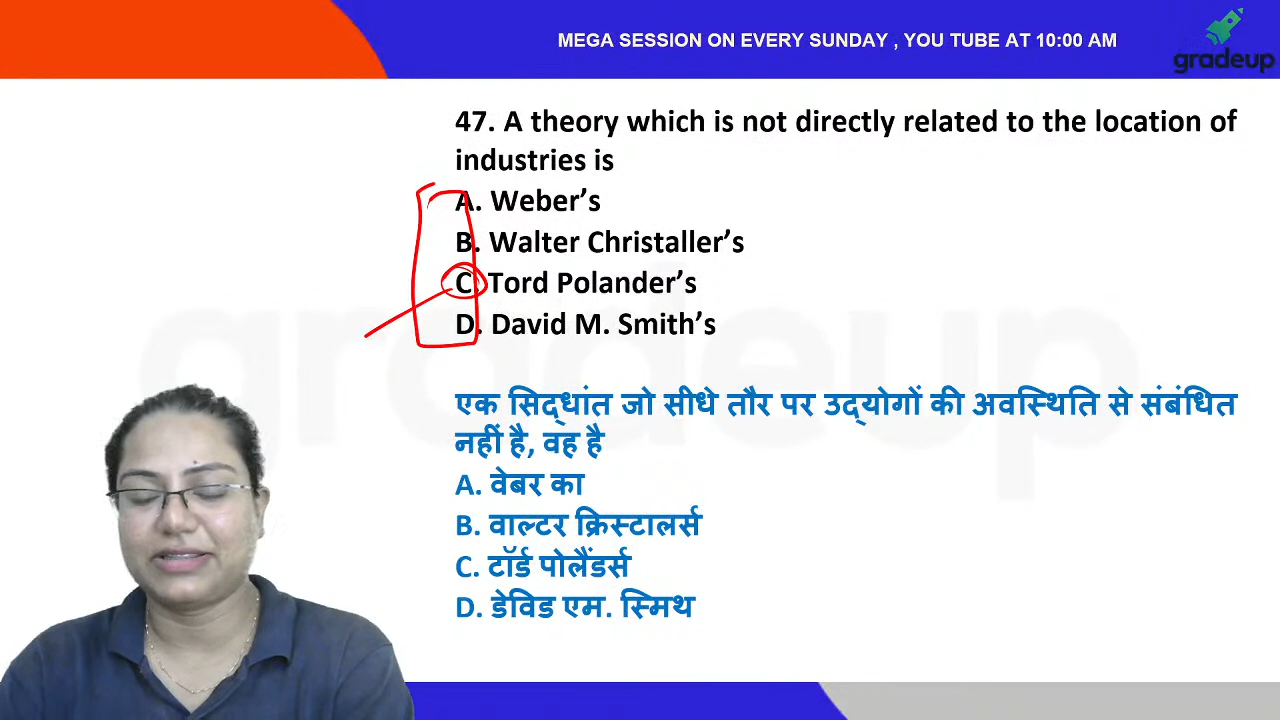 MEGA SESSION ON EVERY SUNDAY , YOU TUBE AT 10:00 AM
gradeup
47. A theory which is not directly related to the location of
industries is
A. Weber’s
B. Walter Christaller’s
C. Tord Polander’s
D. David M. Smith’s
gradeup
एक सिद्धांत जो सीधे तौर पर उद्योगों की अवस्थिति से संबंधित
नहीं है, वह है
A. वेबर का
B. वाल्टर क्रिस्टालर्स
C. टॉर्ड पोलैंडर्स
D. डेविड एम. स्मिथ